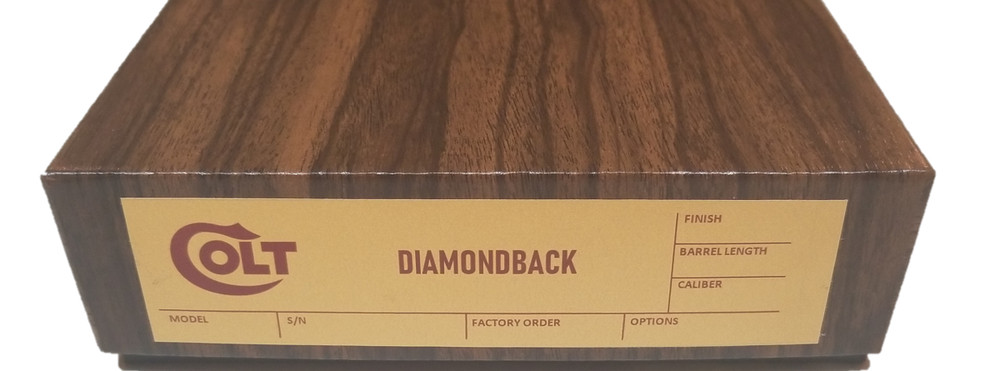 COLT
DIAMONDBACK
FINISH
BARREL LENGTH
CALIBER
MODEL
S/N
FACTORY ORDER
OPTIONS